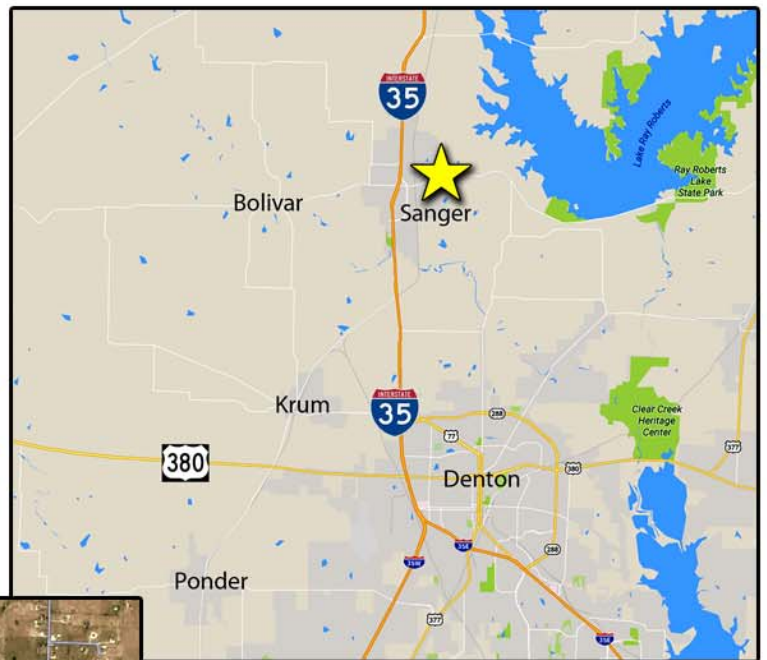 INTERSTATE
35
Lake Ray Roberts
Ray Roberts
Lake
State Park
Bolivar
Sanger
Krum
INTERSTATE
35
288
77
Clear Creek
Heritage
Center
377
380
Denton
380
35E
288
35W
Ponder
377
35E